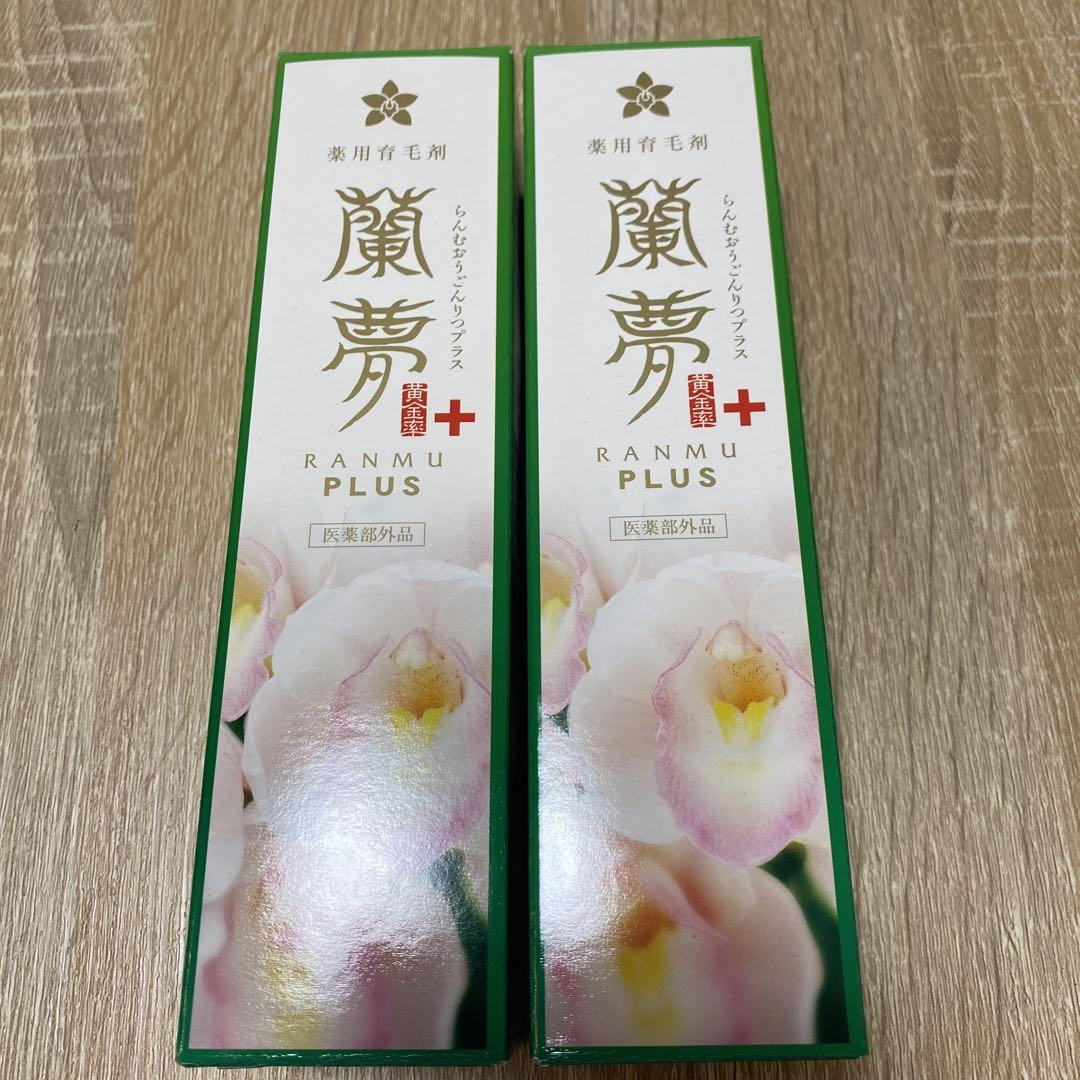 薬用育毛剤
蘭夢
らんむおうごんりつプラス
黄金率+
RANMU
PLUS
医薬部外品
薬用育毛剤
蘭夢
らんむおうごんりつプラス
黄金率+
RANMU
PLUS
医薬部外品